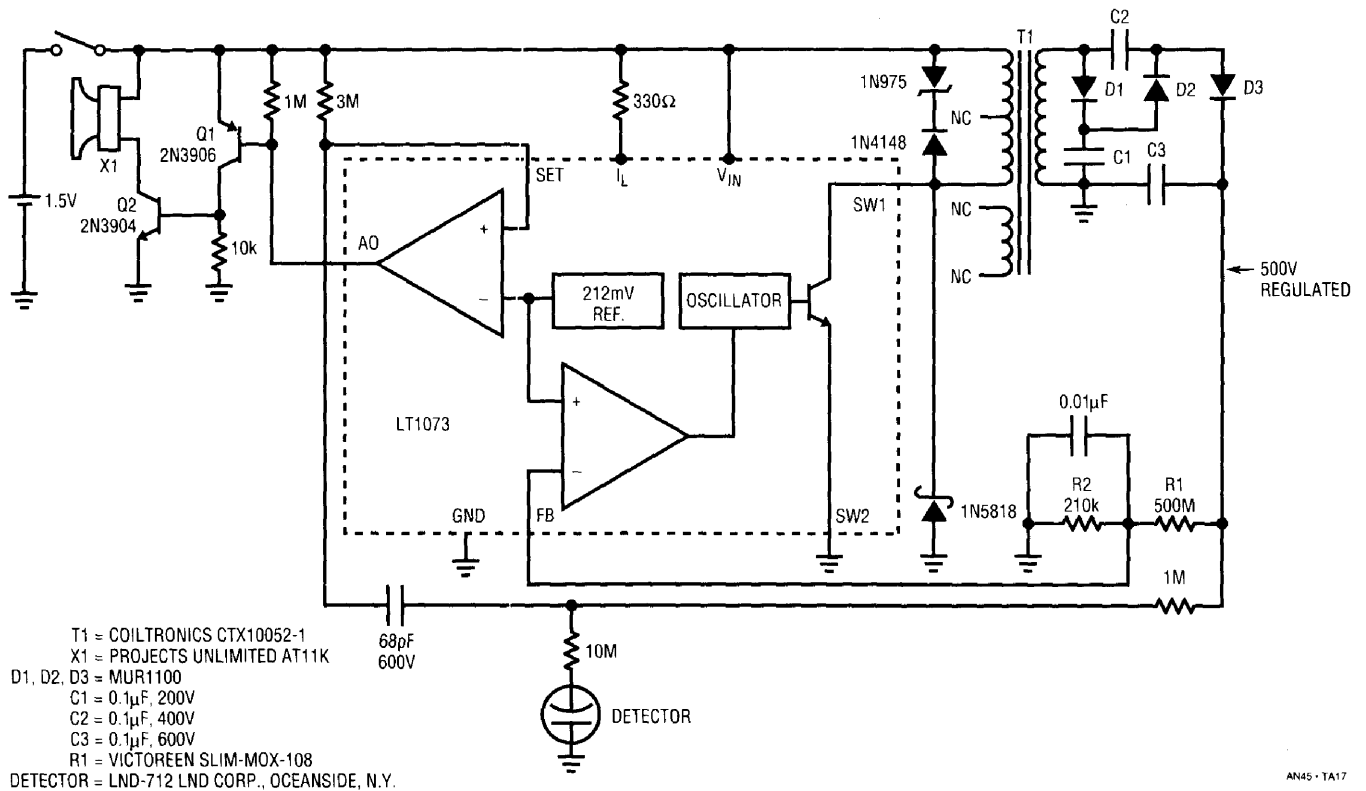 T1
C2
1N975
D1
D2
D3
1M
3M
330Ω
NC
Q1
2N3906
1N4148
X1
C1
C3
SET
IL
VIN
1.5V
Q2
2N3904
SW1
NC
10k
AO
+
–
212mV
REF.
OSCILLATOR
NC
500V
REGULATED
+
–
0.01µF
LT1073
R2
210k
R1
500M
GND
FB
SW2
1N5818
1M
68pF
600V
10M
DETECTOR
T1 = COILTRONICS CTX10052-1
X1 = PROJECTS UNLIMITED AT11K
D1, D2, D3 = MUR1100
C1 = 0.1µF, 200V
C2 = 0.1µF, 400V
C3 = 0.1µF, 600V
R1 = VICTOREEN SLIM-MOX-108
DETECTOR = LND-712 LND CORP., OCEANSIDE, N.Y.
AN45 • TA17